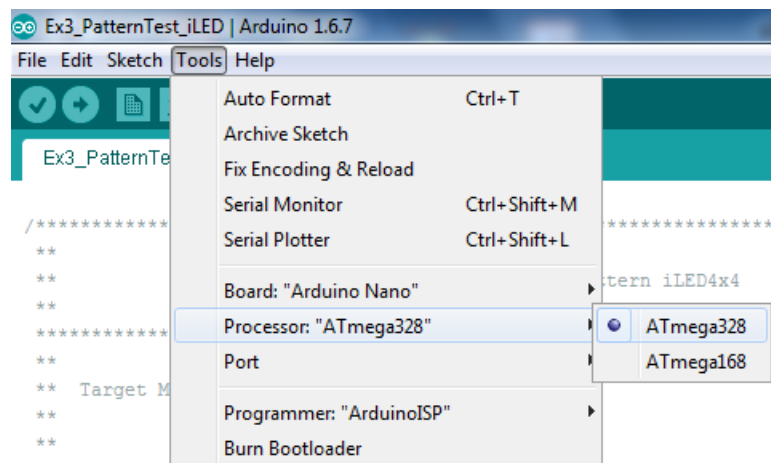 Ex3_PatternTest_iLED | Arduino 1.6.7
File Edit Sketch Tools Help
Auto Format Ctrl+T
Archive Sketch
Ex3_PatternTe
Fix Encoding & Reload
Serial Monitor Ctrl+Shift+M
Serial Plotter Ctrl+Shift+L
/************ ***************
**
** ttern iLED4x4
Board: "Arduino Nano"
**
************* Processor: "ATmega328" ATmega328
**
Port ATmega168
** Target M
**
Programmer: "ArduinoISP"
**
Burn Bootloader